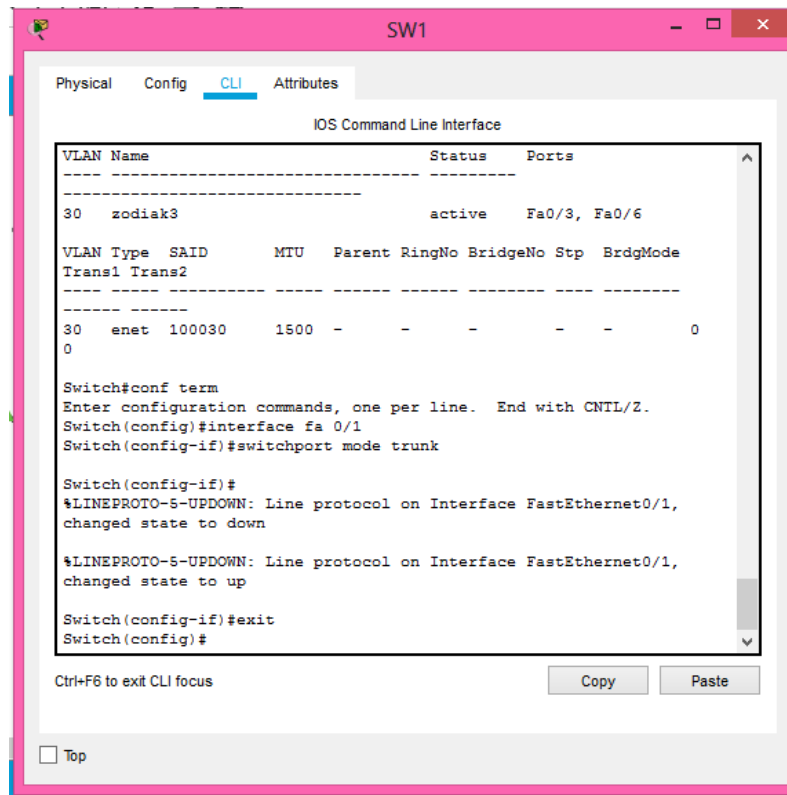 SW1
Physical Config CLI Attributes
IOS Command Line Interface
VLAN Name                             Status    Ports
---- -------------------------------- ---------
-------------------------------
30   zodiak3                          active    Fa0/3, Fa0/6
VLAN Type  SAID       MTU   Parent RingNo BridgeNo Stp  BrdgMode
Trans1 Trans2
---- ----- ---------- ----- ------ ------ -------- ---- --------
------ ------
30   enet  100030     1500  -      -      -        -    -        0
0
Switch#conf term
Enter configuration commands, one per line.  End with CNTL/Z.
Switch(config)#interface fa 0/1
Switch(config-if)#switchport mode trunk
Switch(config-if)#
%LINEPROTO-5-UPDOWN: Line protocol on Interface FastEthernet0/1,
changed state to down
%LINEPROTO-5-UPDOWN: Line protocol on Interface FastEthernet0/1,
changed state to up
Switch(config-if)#exit
Switch(config)#
Ctrl+F6 to exit CLI focus
Copy
Paste
Top